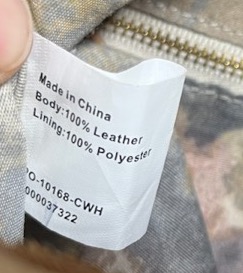 Made in China
Body:100% Leather
Lining:100% Polyester
O-10168-CWH
000037322